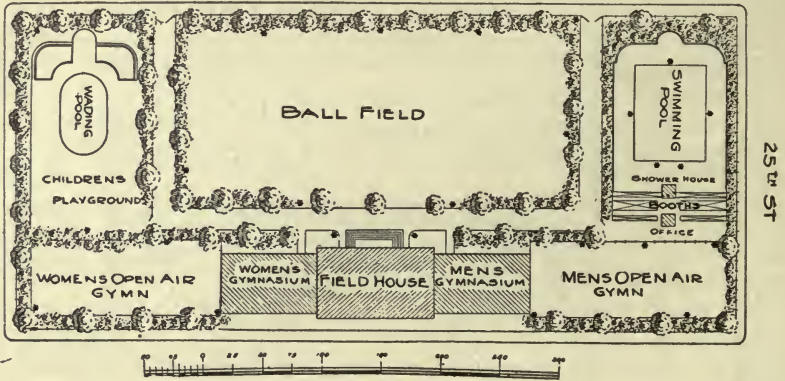 WADING
POOL
BALL FIELD
SWIMMING
POOL
25TH ST
CHILDRENS
PLAYGROUND
SHOWER HOUSE
BOOTHS
OFFICE
WOMENS OPEN AIR
GYMN
WOMEN'S
GYMNASIUM
FIELD HOUSE
MENS
GYMNASIUM
MENS OPEN AIR
GYMN